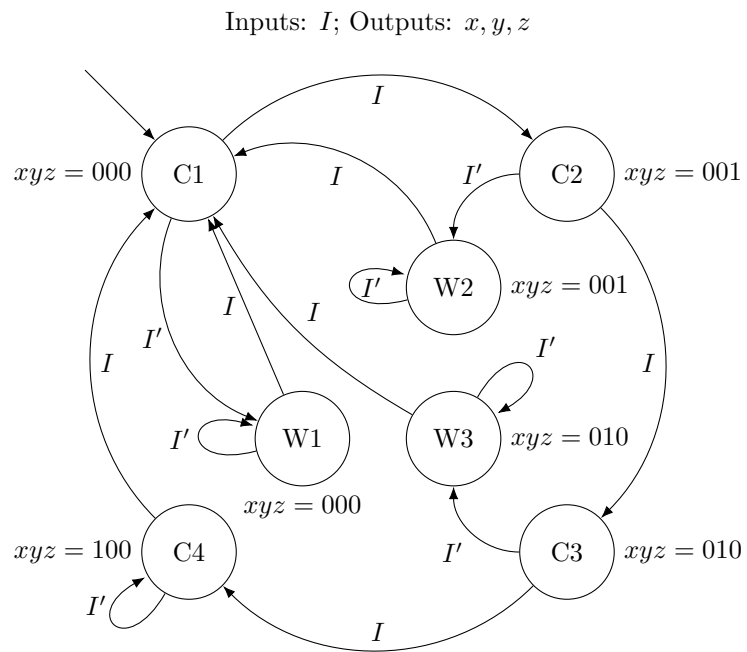 Inputs: I; Outputs: x, y, z
I
xyz = 000
C1
I
I'
C2
xyz = 001
I'
W2
xyz = 001
I
I'
I
I
I
I'
W1
xyz = 000
W3
I'
xyz = 010
xyz = 100
C4
I'
I'
C3
xyz = 010
I